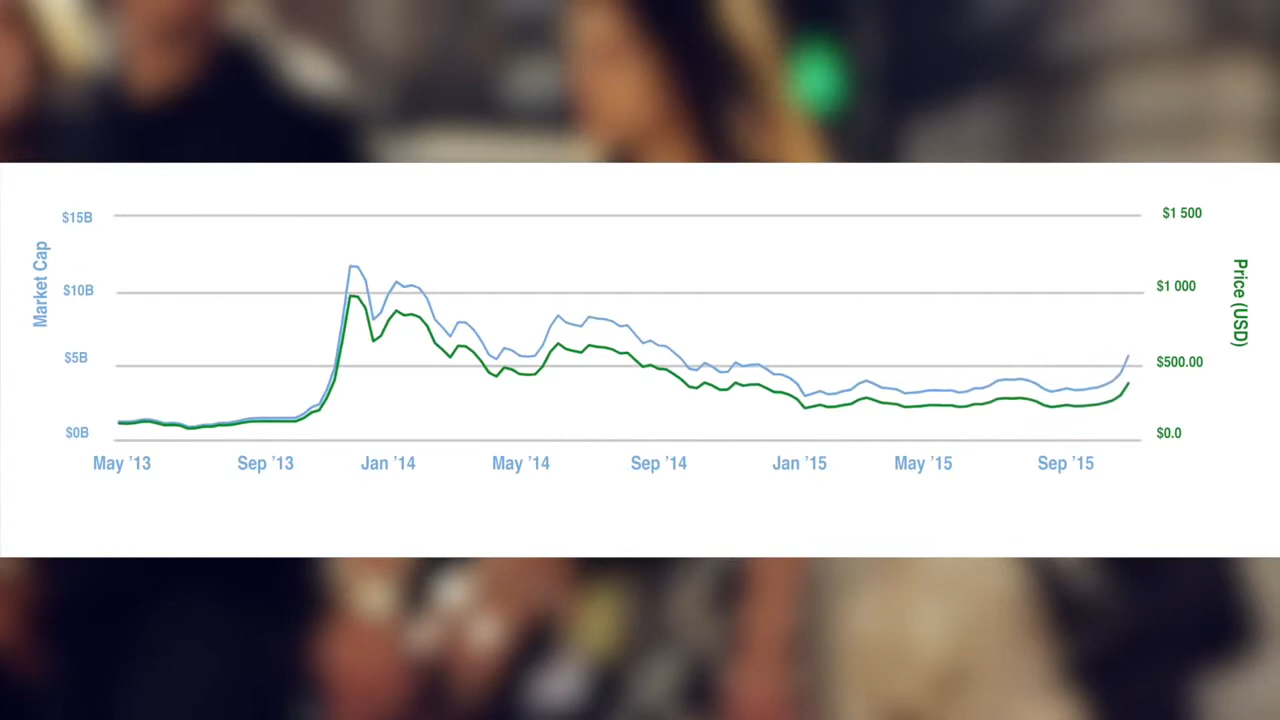 Market Cap
$15B
$10B
$5B
$0B
$1 500
$1 000
$500.00
$0.0
Price (USD)
May ’13
Sep ’13
Jan ’14
May ’14
Sep ’14
Jan ’15
May ’15
Sep ’15